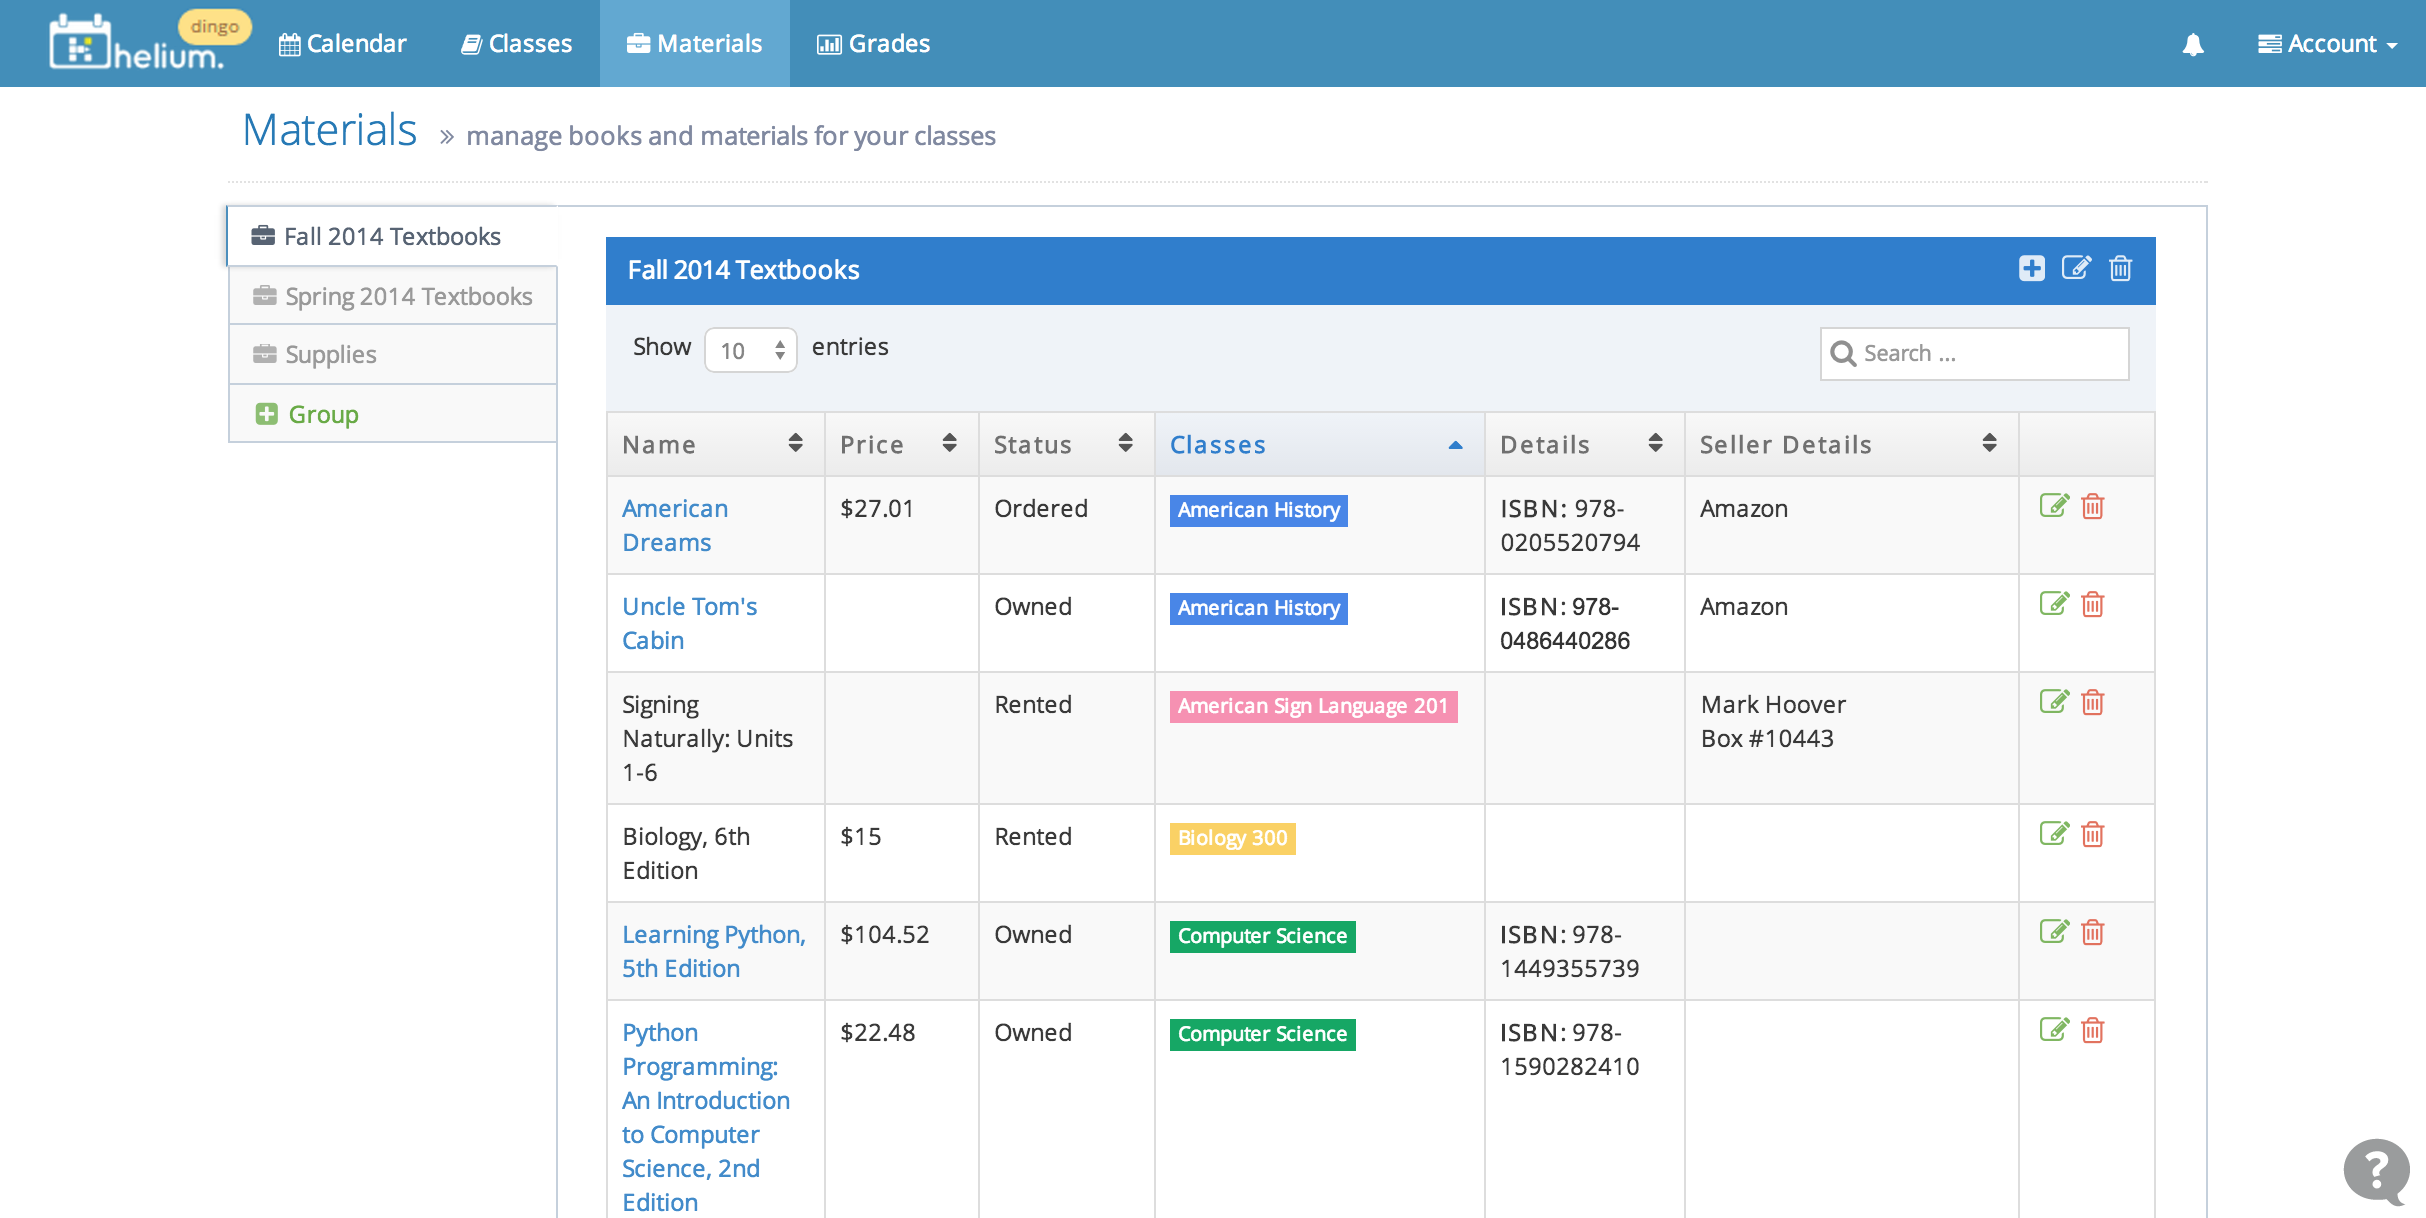 helium.
dingo
Calendar
Classes
Materials
Grades
Account
Materials » manage books and materials for your classes
Fall 2014 Textbooks
Spring 2014 Textbooks
Supplies
Group
Fall 2014 Textbooks
Show 10 entries
Search ...
Name Price Status Classes Details Seller Details
American $27.01 Ordered American History ISBN: 978- Amazon
Dreams 0205520794
Uncle Tom's Owned American History ISBN: 978- Amazon
Cabin 0486440286
Signing Rented American Sign Language 201 Mark Hoover
Naturally: Units Box #10443
1-6
Biology, 6th $15 Rented Biology 300
Edition
Learning Python, $104.52 Owned Computer Science ISBN: 978-
5th Edition 1449355739
Python $22.48 Owned Computer Science ISBN: 978-
Programming: 1590282410
An Introduction
to Computer
Science, 2nd
Edition
?